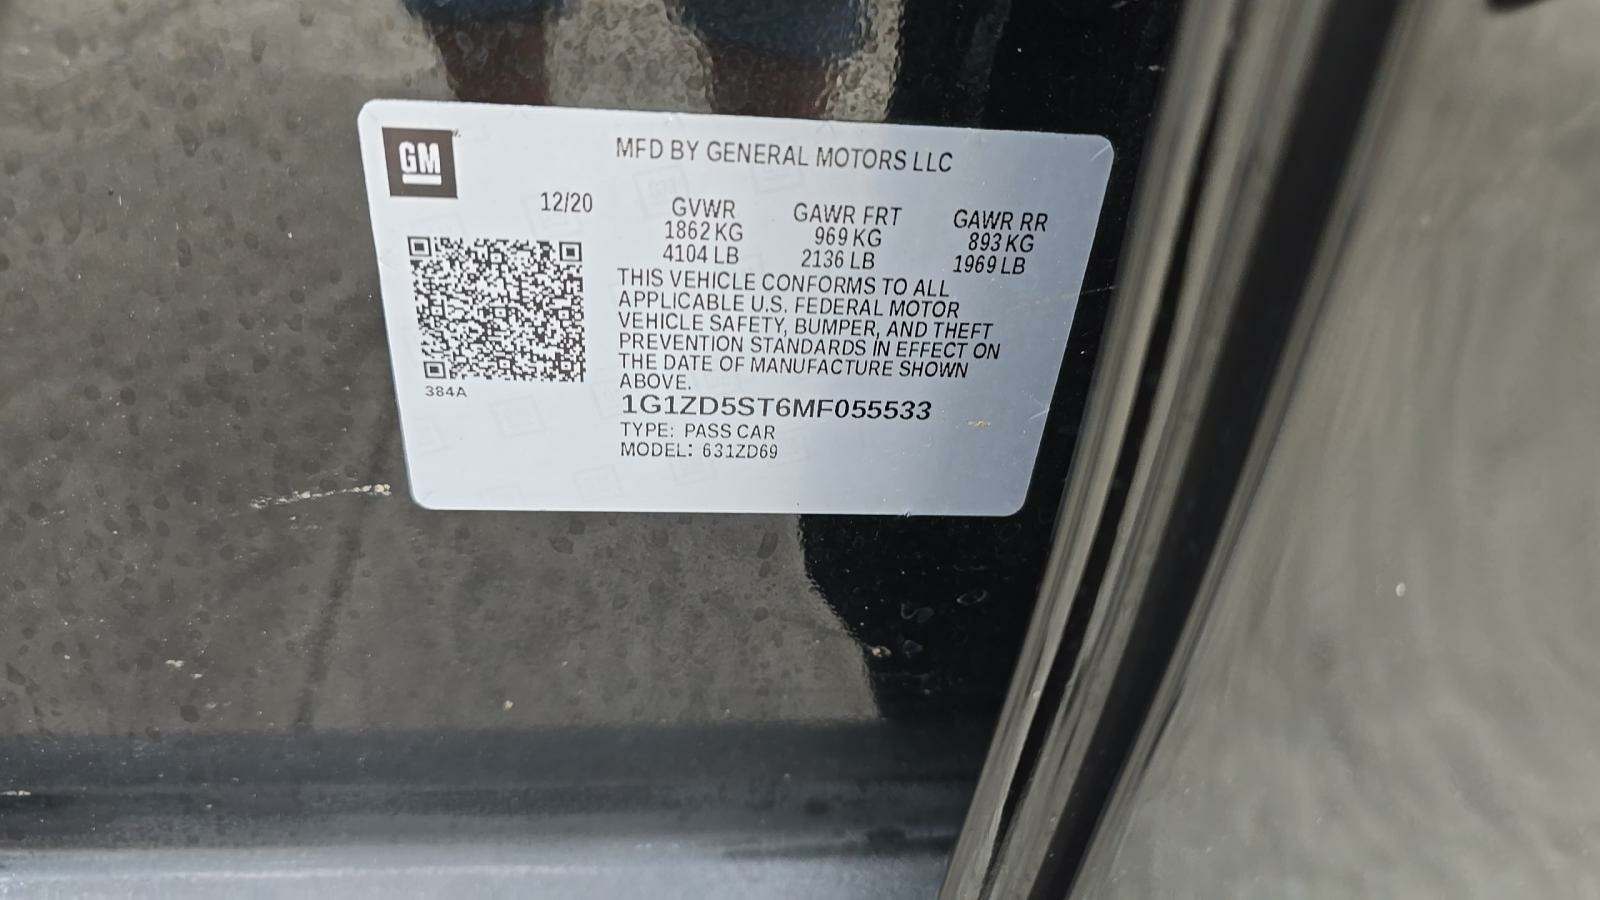 GM
MFD BY GENERAL MOTORS LLC
12/20
GVWR GAWR FRT GAWR RR
1862 KG 969 KG 893 KG
4104 LB 2136 LB 1969 LB
THIS VEHICLE CONFORMS TO ALL
APPLICABLE U.S. FEDERAL MOTOR
VEHICLE SAFETY, BUMPER, AND THEFT
PREVENTION STANDARDS IN EFFECT ON
THE DATE OF MANUFACTURE SHOWN
ABOVE.
384A
1G1ZD5ST6MF055533
TYPE: PASS CAR
MODEL: 631ZD69